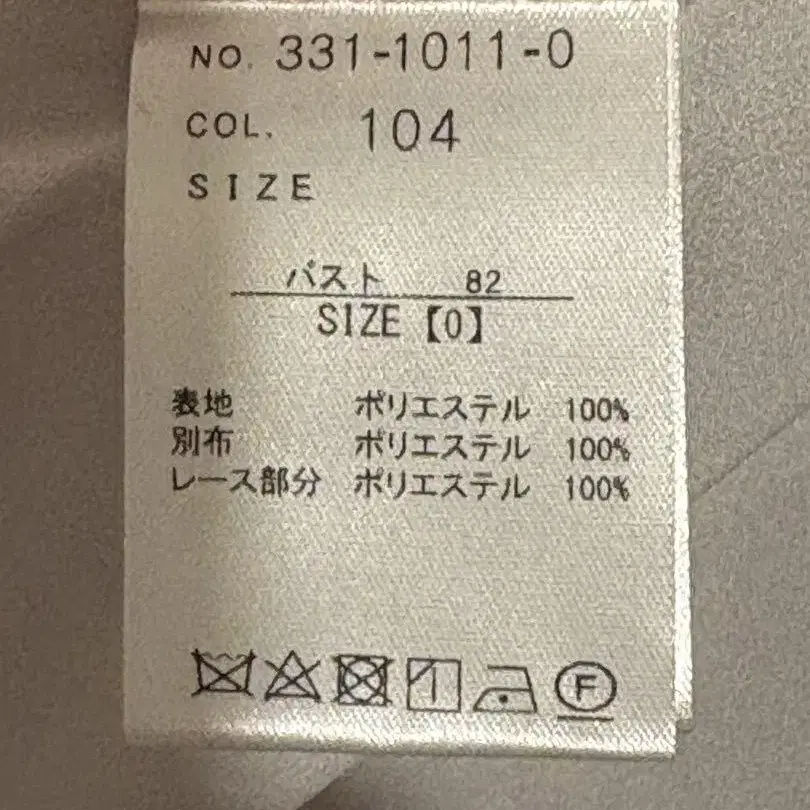 NO. 331-1011-0
COL. 104
SIZE
バスト 82
SIZE【0】
表地 ポリエステル 100%
別布 ポリエステル 100%
レース部分 ポリエステル 100%
F